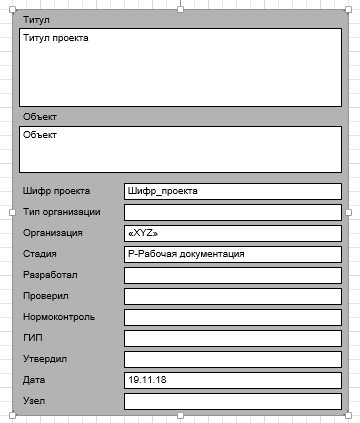 Титул
Титул проекта
Объект
Объект
Шифр проекта Шифр_проекта
Тип организации
Организация «XYZ»
Стадия Р-Рабочая документация
Разработал
Проверил
Нормоконтроль
ГИП
Утвердил
Дата 19.11.18
Узел